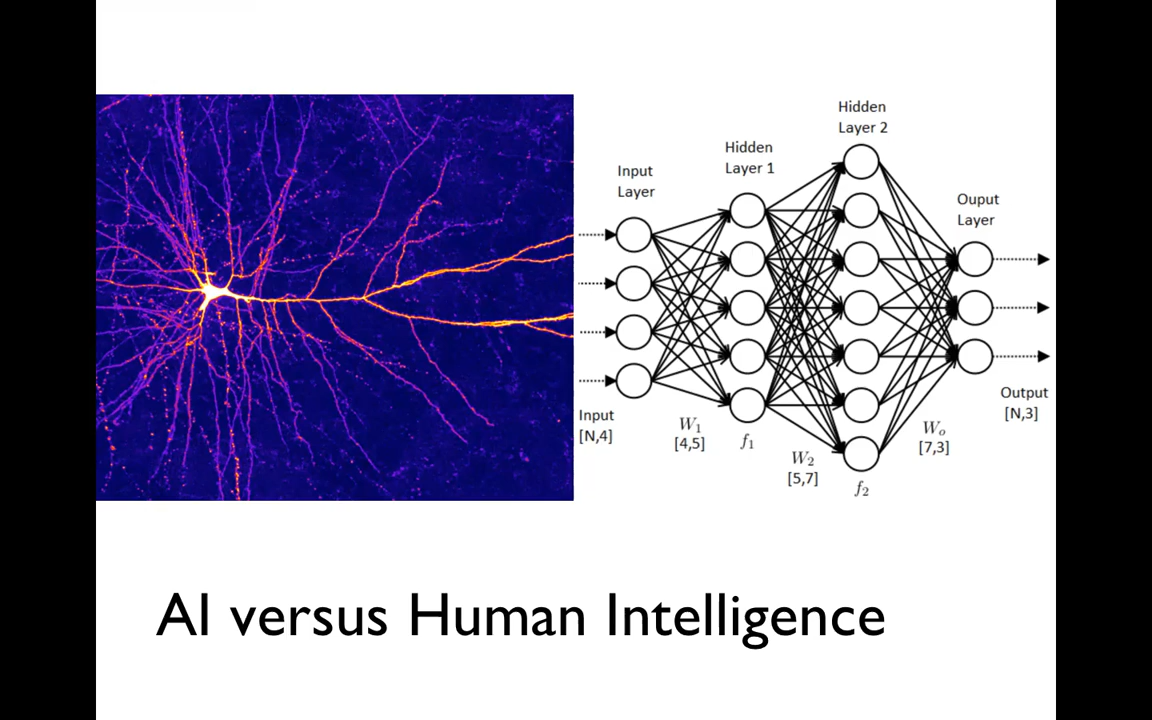 Hidden
Layer 2
Hidden
Layer 1
Input
Layer
Ouput
Layer
Input
[N,4]
W₁
[4,5]
f₁
W₂
[5,7]
f₂
Wₒ
[7,3]
Output
[N,3]
AI versus Human Intelligence